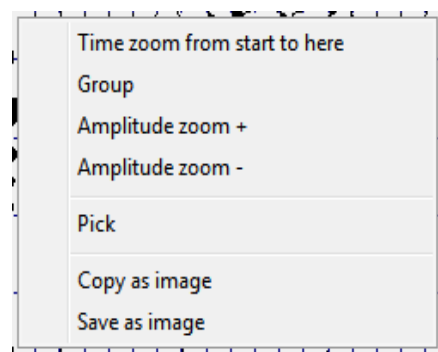 Time zoom from start to here
Group
Amplitude zoom +
Amplitude zoom -
Pick
Copy as image
Save as image